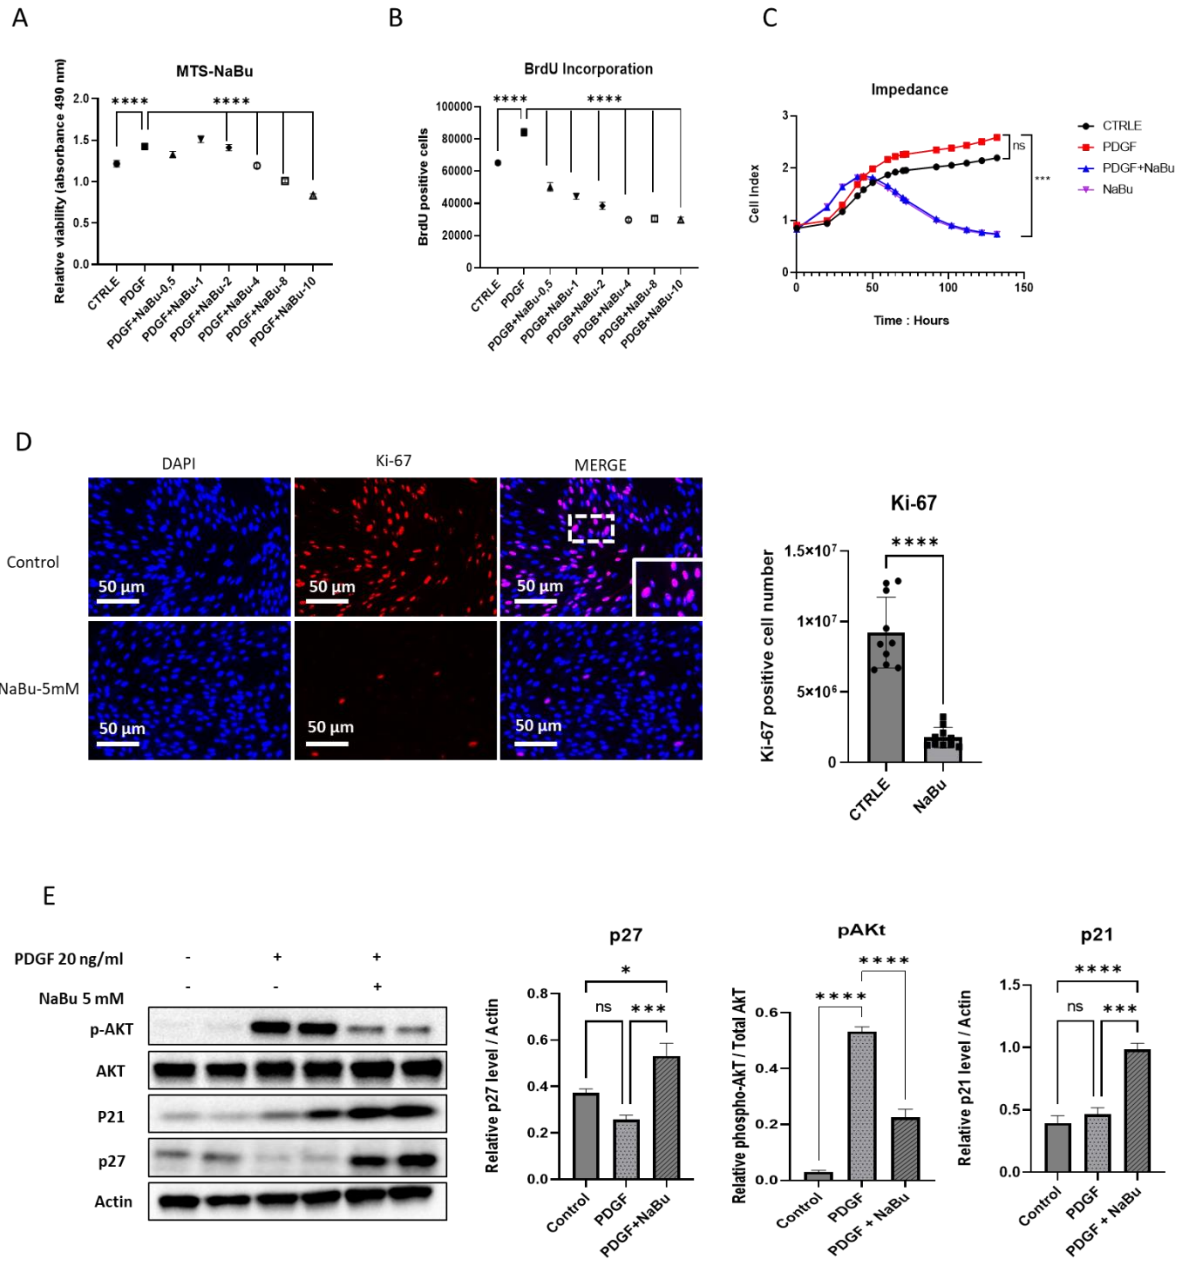 A
B
C
MTS-NaBu
**** ****
Relative viability (absorbance 490 nm)
2.0
1.5
1.0
0.5
0.0
CTRLE
PDGF
PDGF+NaBu-0,5
PDGF+NaBu-1
PDGF+NaBu-2
PDGF+NaBu-4
PDGF+NaBu-8
PDGF+NaBu-10
BrdU Incorporation
**** ****
BrdU positive cells
100000
80000
60000
40000
20000
0
CTRLE
PDGF
PDGB+NaBu-0,5
PDGB+NaBu-1
PDGB+NaBu-2
PDGB+NaBu-4
PDGB+NaBu-8
PDGB+NaBu-10
Impedance
Cell Index
3
2
1
0
0 50 100 150
Time : Hours
ns
***
CTRLE
PDGF
PDGF+NaBu
NaBu
D
DAPI Ki-67 MERGE
Control
50 µm 50 µm 50 µm
NaBu-5mM
50 µm 50 µm 50 µm
Ki-67
****
Ki-67 positive cell number
1.5×10⁷
1×10⁷
5×10⁶
0
CTRLE
NaBu
E
PDGF 20 ng/ml - + +
NaBu 5 mM - - +
p-AKT
AKT
P21
p27
Actin
p27
*
ns ***
Relative p27 level / Actin
0.8
0.6
0.4
0.2
0.0
Control
PDGF
PDGF+NaBu
pAKt
****
****
Relative phospho-AkT / Total AkT
0.6
0.4
0.2
0.0
Control
PDGF
PDGF + NaBu
p21
****
ns ***
Relative p21 level / Actin
1.5
1.0
0.5
0.0
Control
PDGF
PDGF + NaBu